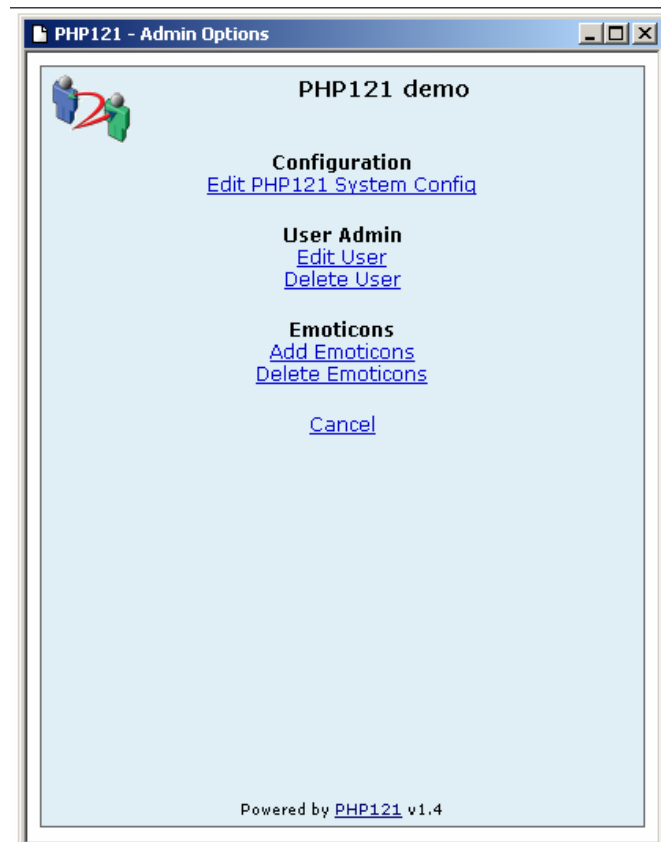 PHP121 - Admin Options
PHP121 demo
Configuration
Edit PHP121 System Config
User Admin
Edit User
Delete User
Emoticons
Add Emoticons
Delete Emoticons
Cancel
Powered by PHP121 v1.4